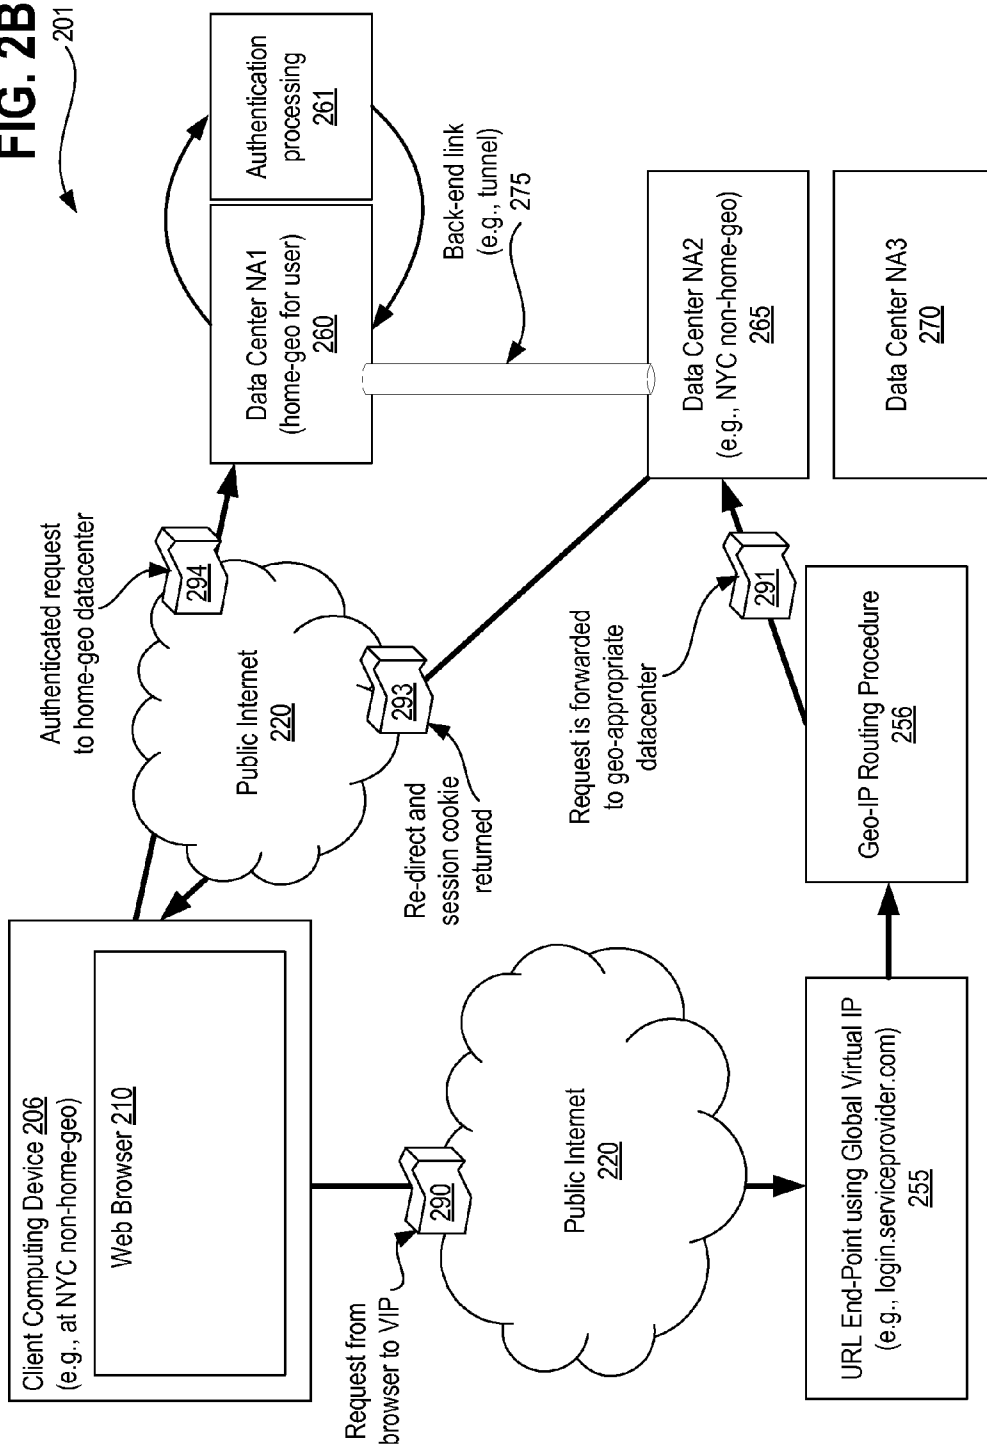 FIG. 2B
201
Client Computing Device 206
(e.g., at NYC non-home-geo)
Web Browser 210
Request from
browser to VIP
290
Public Internet
220
URL End-Point using Global Virtual IP
(e.g., login.serviceprovider.com)
255
Geo-IP Routing Procedure
256
Request is forwarded
to geo-appropriate
datacenter
291
Re-direct and
session cookie
returned
293
Public Internet
220
Authenticated request
to home-geo datacenter
294
Data Center NA1
(home-geo for user)
260
Authentication
processing
261
Back-end link
(e.g., tunnel)
275
Data Center NA2
(e.g., NYC non-home-geo)
265
Data Center NA3
270